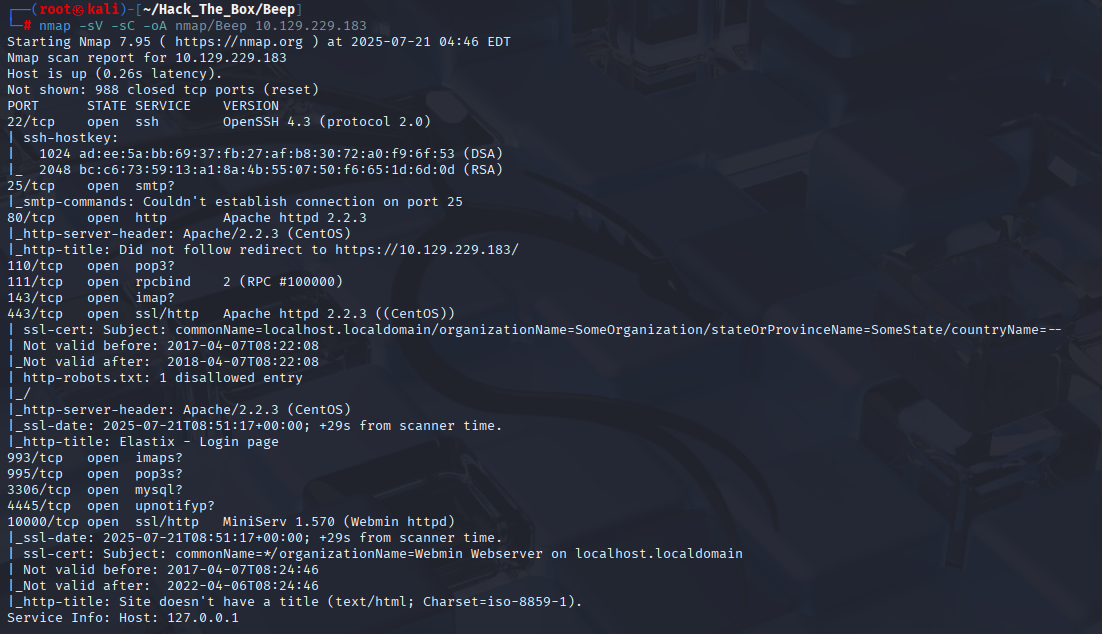 ┌──(root㉿kali)-[~/Hack_The_Box/Beep]
└─# nmap -sV -sC -oA nmap/Beep 10.129.229.183
Starting Nmap 7.95 ( https://nmap.org ) at 2025-07-21 04:46 EDT
Nmap scan report for 10.129.229.183
Host is up (0.26s latency).
Not shown: 988 closed tcp ports (reset)
PORT      STATE SERVICE    VERSION
22/tcp    open  ssh        OpenSSH 4.3 (protocol 2.0)
| ssh-hostkey:
|   1024 ad:ee:5a:bb:69:37:fb:27:af:b8:30:72:a0:f9:6f:53 (DSA)
|_  2048 bc:c6:73:59:13:a1:8a:4b:55:07:50:f6:65:1d:6d:0d (RSA)
25/tcp    open  smtp?
|_smtp-commands: Couldn't establish connection on port 25
80/tcp    open  http       Apache httpd 2.2.3
|_http-server-header: Apache/2.2.3 (CentOS)
|_http-title: Did not follow redirect to https://10.129.229.183/
110/tcp   open  pop3?
111/tcp   open  rpcbind    2 (RPC #100000)
143/tcp   open  imap?
443/tcp   open  ssl/http   Apache httpd 2.2.3 ((CentOS))
| ssl-cert: Subject: commonName=localhost.localdomain/organizationName=SomeOrganization/stateOrProvinceName=SomeState/countryName=--
| Not valid before: 2017-04-07T08:22:08
|_Not valid after:  2018-04-07T08:22:08
| http-robots.txt: 1 disallowed entry
|_/
|_http-server-header: Apache/2.2.3 (CentOS)
|_ssl-date: 2025-07-21T08:51:17+00:00; +29s from scanner time.
|_http-title: Elastix - Login page
993/tcp   open  imaps?
995/tcp   open  pop3s?
3306/tcp  open  mysql?
4445/tcp  open  upnotifyp?
10000/tcp open  ssl/http   MiniServ 1.570 (Webmin httpd)
|_ssl-date: 2025-07-21T08:51:17+00:00; +29s from scanner time.
| ssl-cert: Subject: commonName=*/organizationName=Webmin Webserver on localhost.localdomain
| Not valid before: 2017-04-07T08:24:46
|_Not valid after:  2022-04-06T08:24:46
|_http-title: Site doesn't have a title (text/html; Charset=iso-8859-1).
Service Info: Host: 127.0.0.1